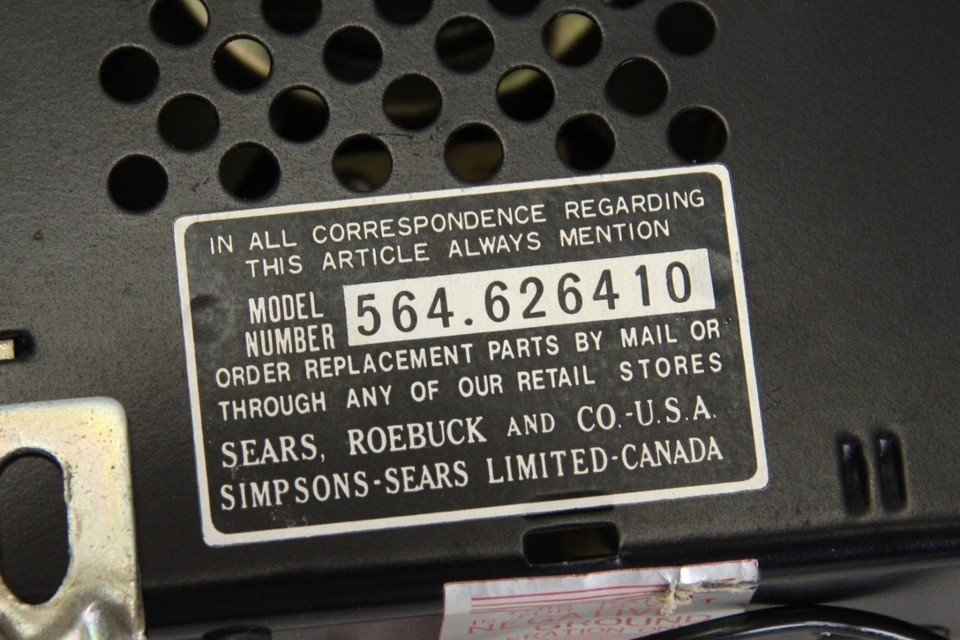 IN ALL CORRESPONDENCE REGARDING
THIS ARTICLE ALWAYS MENTION
MODEL
NUMBER 564.626410
ORDER REPLACEMENT PARTS BY MAIL OR
THROUGH ANY OF OUR RETAIL STORES
SEARS, ROEBUCK AND CO.-U.S.A.
SIMPSONS-SEARS LIMITED-CANADA